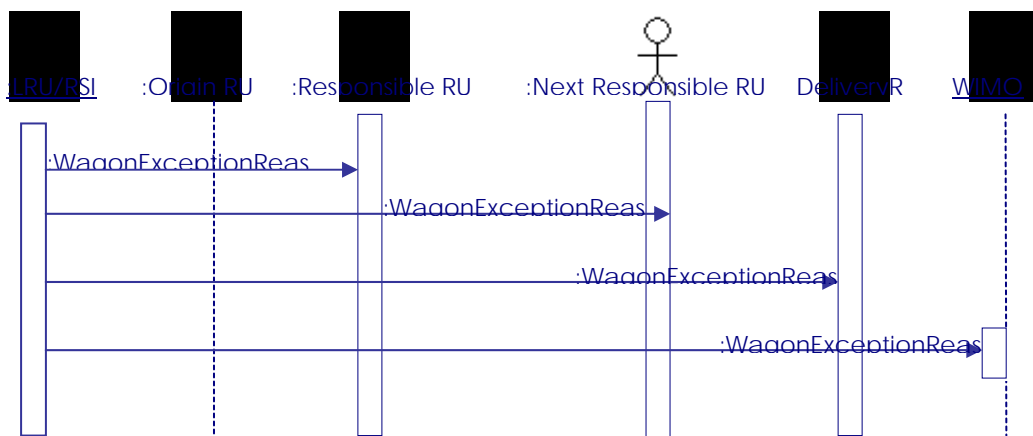 :LRU/RSI
:Origin RU
:Responsible RU
:Next Responsible RU
DeliveryR
WIMO
:WagonExceptionReas
:WagonExceptionReas
:WagonExceptionReas
:WagonExceptionReas